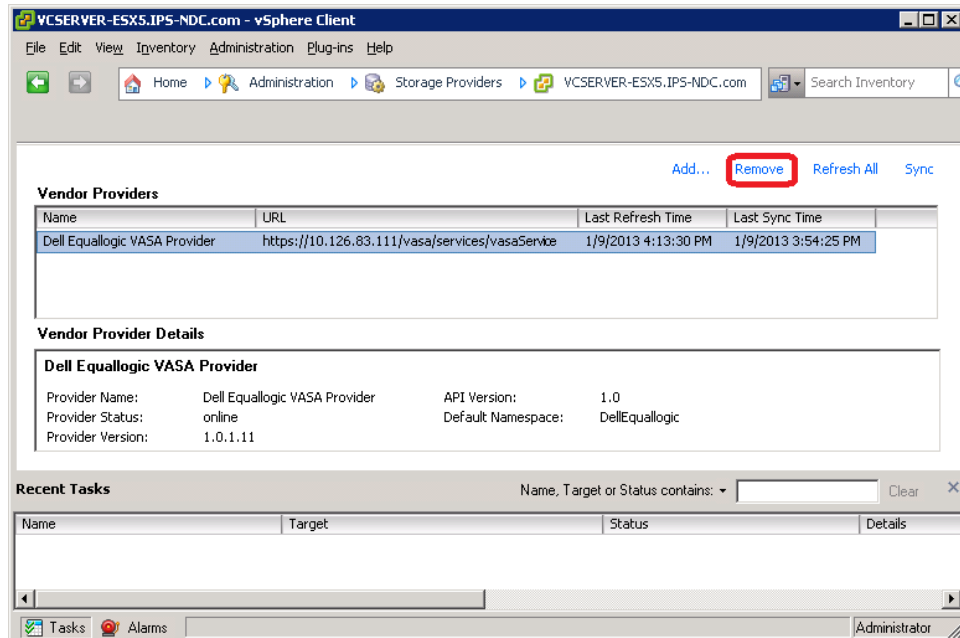 VCSERVER-ESX5.IPS-NDC.com - vSphere Client
File Edit View Inventory Administration Plug-ins Help
Home Administration Storage Providers VCSERVER-ESX5.IPS-NDC.com Search Inventory
Add... Remove Refresh All Sync
Vendor Providers
Name URL Last Refresh Time Last Sync Time
Dell Equallogic VASA Provider https://10.126.83.111/vasa/services/vasaService 1/9/2013 4:13:30 PM 1/9/2013 3:54:25 PM
Vendor Provider Details
Dell Equallogic VASA Provider
Provider Name: Dell Equallogic VASA Provider API Version: 1.0
Provider Status: online Default Namespace: DellEquallogic
Provider Version: 1.0.1.11
Recent Tasks Name, Target or Status contains: Clear
Name Target Status Details
Tasks Alarms Administrator